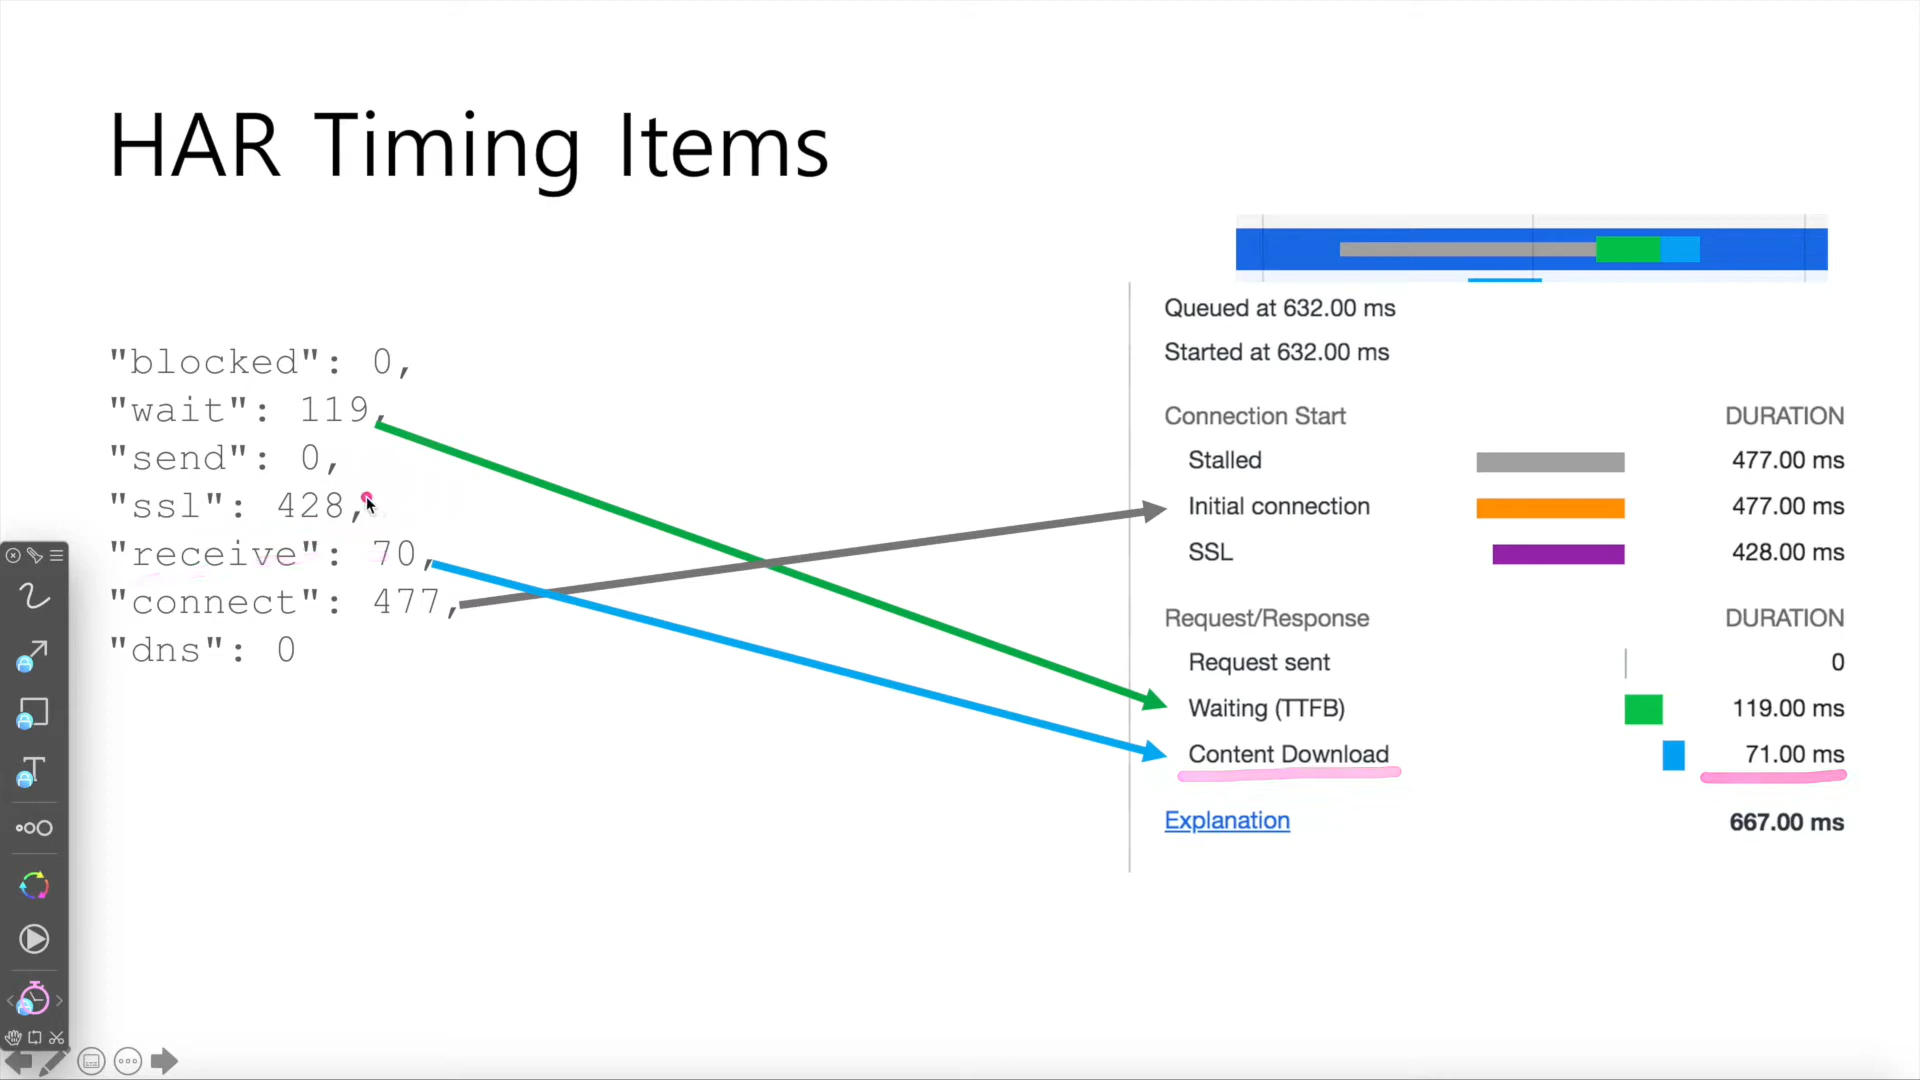 HAR Timing Items
"blocked": 0,
"wait": 119,
"send": 0,
"ssl": 428,
"receive": 70,
"connect": 477,
"dns": 0
Queued at 632.00 ms
Started at 632.00 ms
Connection Start DURATION
Stalled 477.00 ms
Initial connection 477.00 ms
SSL 428.00 ms
Request/Response DURATION
Request sent 0
Waiting (TTFB) 119.00 ms
Content Download 71.00 ms
Explanation 667.00 ms